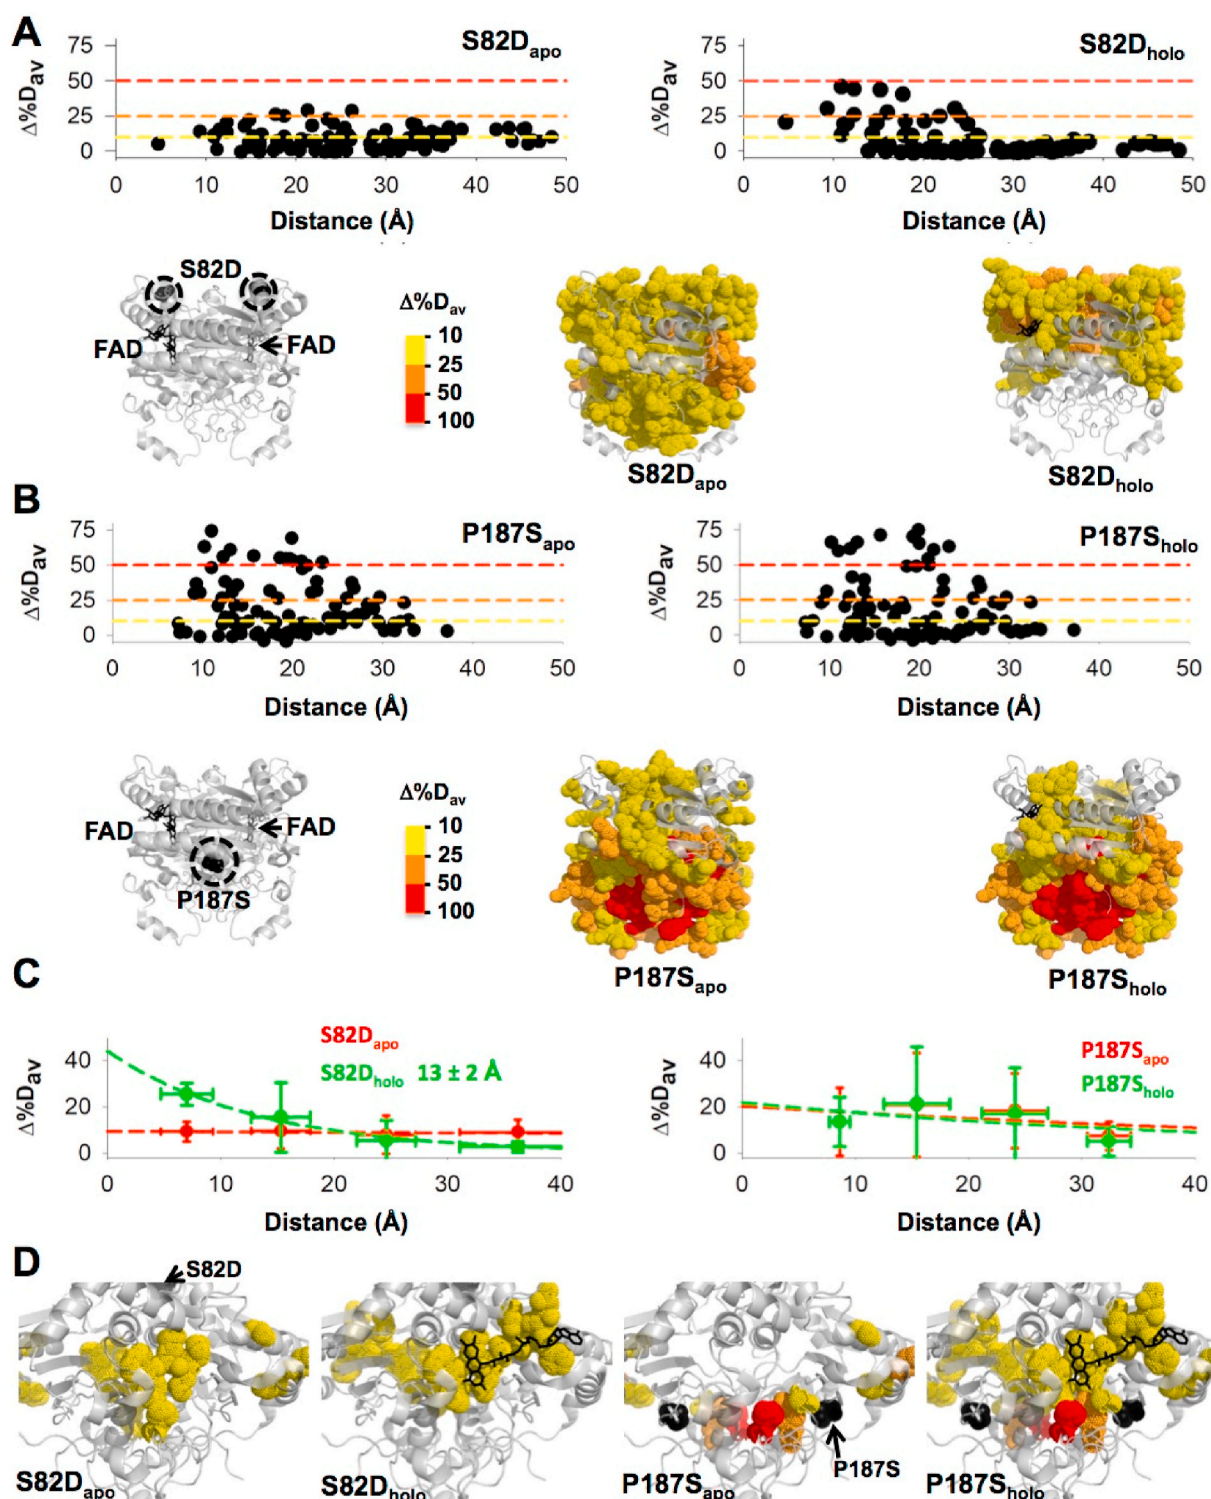 A
S82Dapo
Δ%Dav
75
50
25
0
0 10 20 30 40 50
Distance (Å)
S82Dholo
Δ%Dav
75
50
25
0
0 10 20 30 40 50
Distance (Å)
S82D
FAD
FAD
Δ%Dav
10
25
50
100
S82Dapo
S82Dholo
B
P187Sapo
Δ%Dav
75
50
25
0
0 10 20 30 40 50
Distance (Å)
P187Sholo
Δ%Dav
75
50
25
0
0 10 20 30 40 50
Distance (Å)
FAD
FAD
P187S
Δ%Dav
10
25
50
100
P187Sapo
P187Sholo
C
S82Dapo
S82Dholo 13 ± 2 Å
Δ%Dav
40
20
0
0 10 20 30 40
Distance (Å)
P187Sapo
P187Sholo
Δ%Dav
40
20
0
0 10 20 30 40
Distance (Å)
D
S82D
S82Dapo
S82Dholo
P187Sapo
P187S
P187Sholo